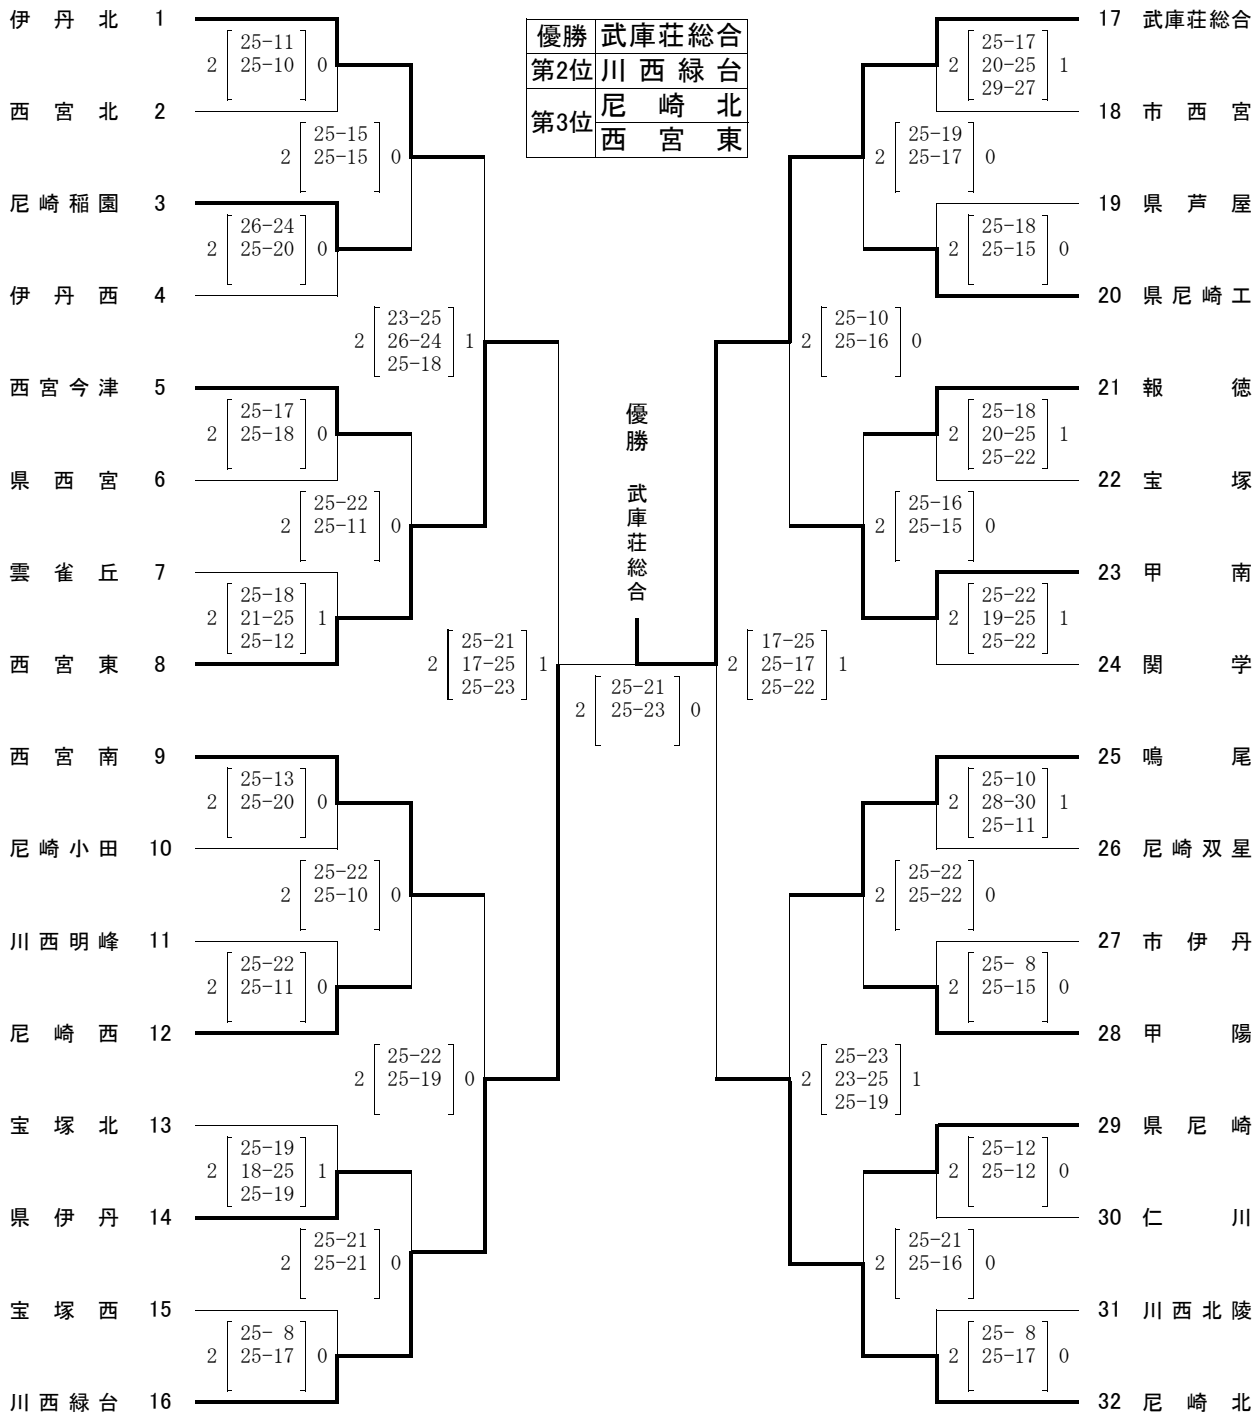 優勝 武庫荘総合
第2位 川西緑台
第3位 尼崎北
西宮東
伊丹北 1
2 25-11 0
25-10
西宮北 2
2 25-15 0
25-15
尼崎稲園 3
2 26-24 0
25-20
伊丹西 4
2 23-25 1
26-24
25-18
西宮今津 5
2 25-17 0
25-18
県西宮 6
2 25-22 0
25-11
雲雀丘 7
2 25-18 1
21-25
25-12
西宮東 8
2 25-21 1
17-25
25-23
西宮南 9
2 25-13 0
25-20
尼崎小田 10
2 25-22 0
25-10
川西明峰 11
2 25-22 0
25-11
尼崎西 12
2 25-22 0
25-19
宝塚北 13
2 25-19 1
18-25
25-19
県伊丹 14
2 25-21 0
25-21
宝塚西 15
2 25- 8 0
25-17
川西緑台 16
優勝 武庫荘総合
2 25-21 0
25-23
17 武庫荘総合
2 25-17 1
20-25
29-27
18 市西宮
2 25-19 0
25-17
19 県芦屋
2 25-18 0
25-15
20 県尼崎工
2 25-10 0
25-16
21 報徳
2 25-18 1
20-25
25-22
22 宝塚
2 25-16 0
25-15
23 甲南
2 25-22 1
19-25
25-22
24 関学
2 17-25 1
25-17
25-22
25 鳴尾
2 25-10 1
28-30
25-11
26 尼崎双星
2 25-22 0
25-22
27 市伊丹
2 25- 8 0
25-15
28 甲陽
2 25-23 1
23-25
25-19
29 県尼崎
2 25-12 0
25-12
30 仁川
2 25-21 0
25-16
31 川西北陵
2 25- 8 0
25-17
32 尼崎北